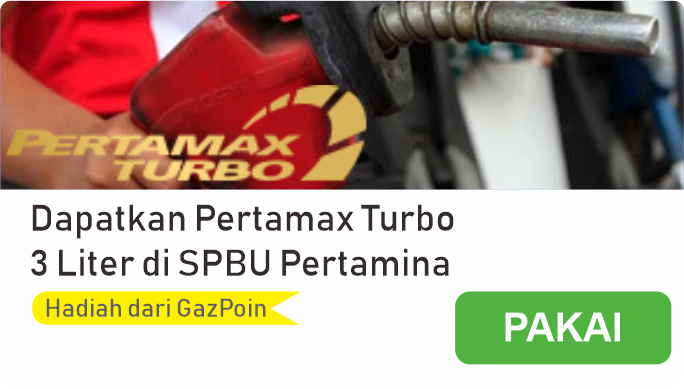 PERTAMAX
TURBO
Dapatkan Pertamax Turbo
3 Liter di SPBU Pertamina
Hadiah dari GazPoin
PAKAI